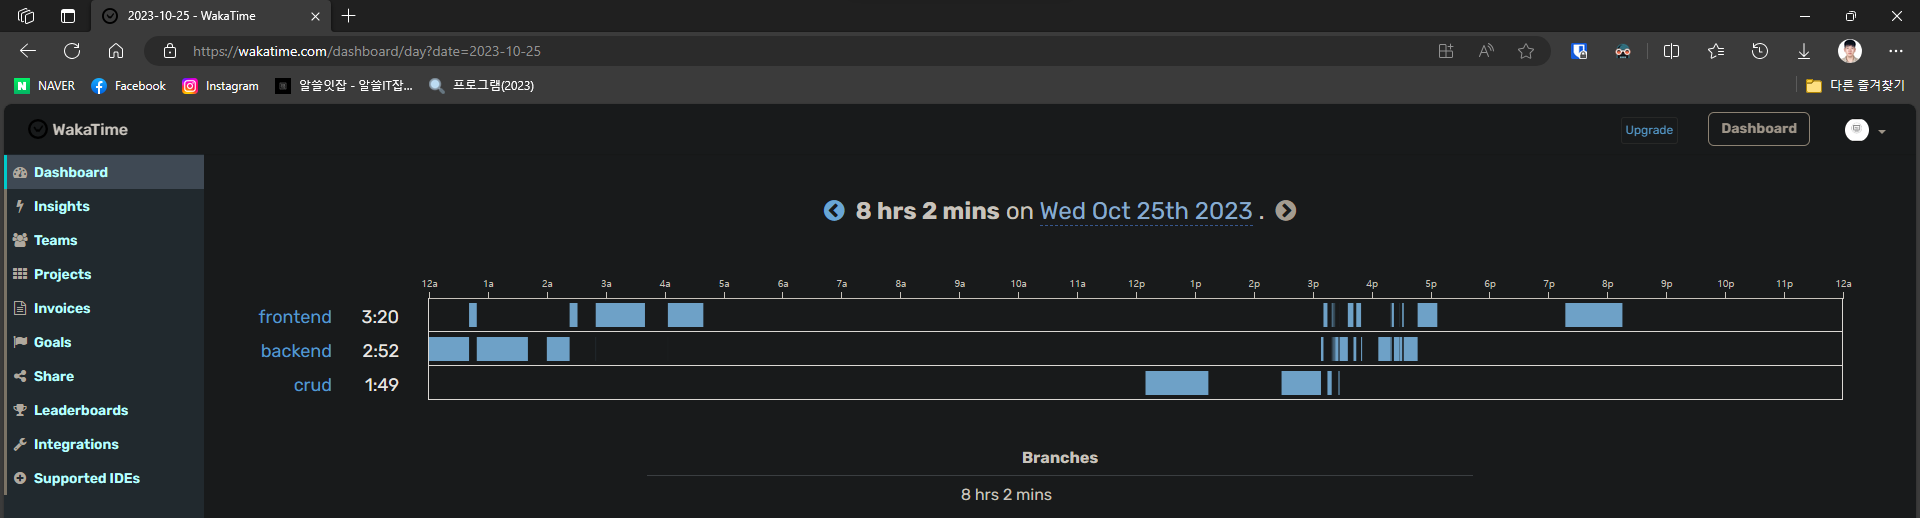 2023-10-25 - WakaTime
https://wakatime.com/dashboard/day?date=2023-10-25
NAVER Facebook Instagram 알쓸잇잡 - 알쓸IT잡... 프로그램(2023) 다른 즐겨찾기
WakaTime Upgrade Dashboard
Dashboard
Insights
Teams
Projects
Invoices
Goals
Share
Leaderboards
Integrations
Supported IDEs
8 hrs 2 mins on Wed Oct 25th 2023 .
12a 1a 2a 3a 4a 5a 6a 7a 8a 9a 10a 11a 12p 1p 2p 3p 4p 5p 6p 7p 8p 9p 10p 11p 12a
frontend 3:20
backend 2:52
crud 1:49
Branches
8 hrs 2 mins